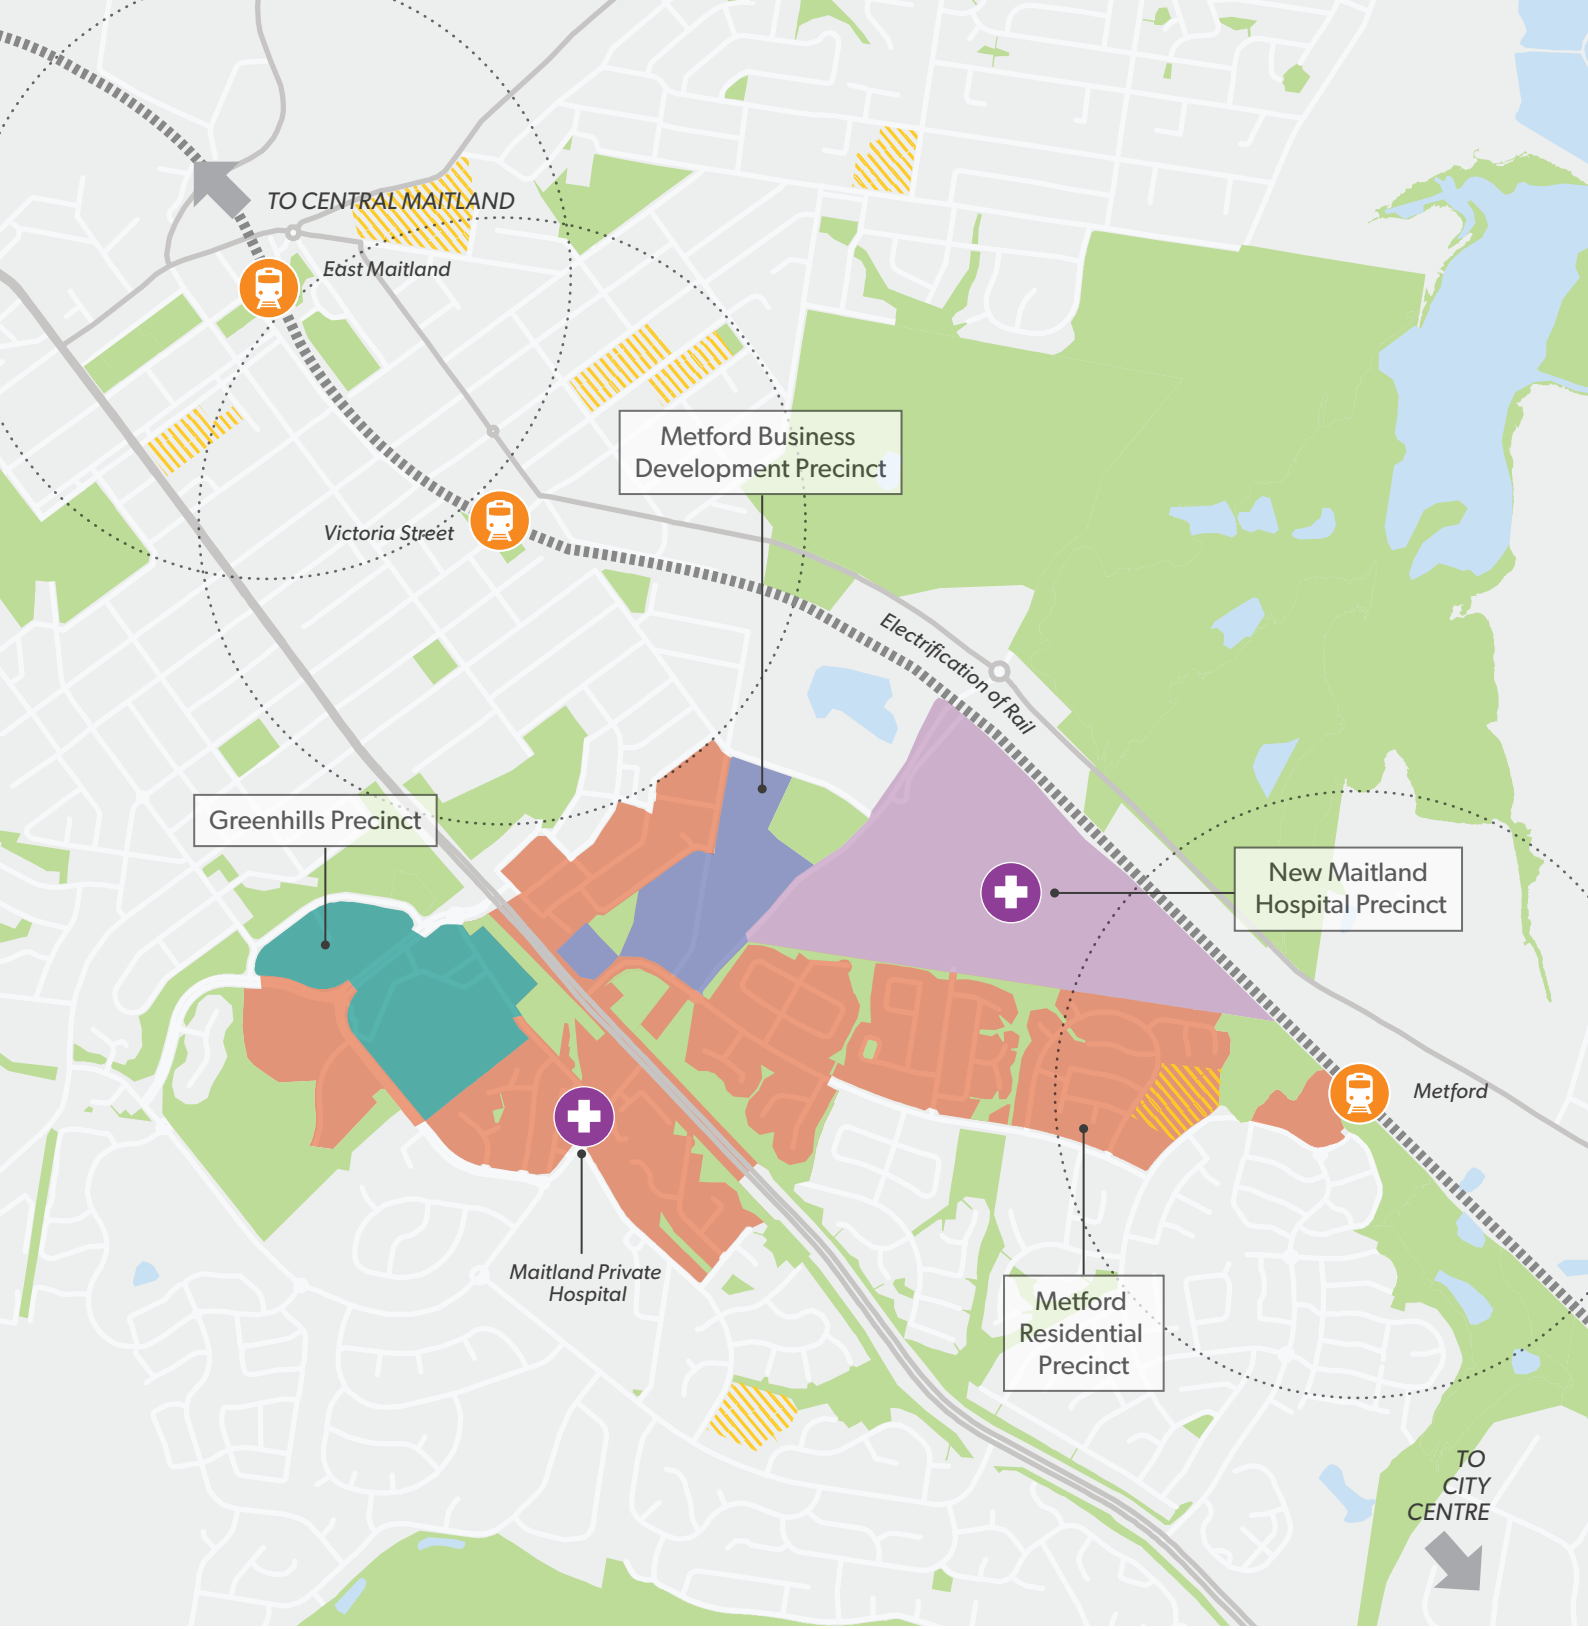 TO CENTRAL MAITLAND
East Maitland
Metford Business
Development Precinct
Victoria Street
Electrification of Rail
Greenhills Precinct
New Maitland
Hospital Precinct
Metford
Maitland Private
Hospital
Metford
Residential
Precinct
TO
CITY
CENTRE